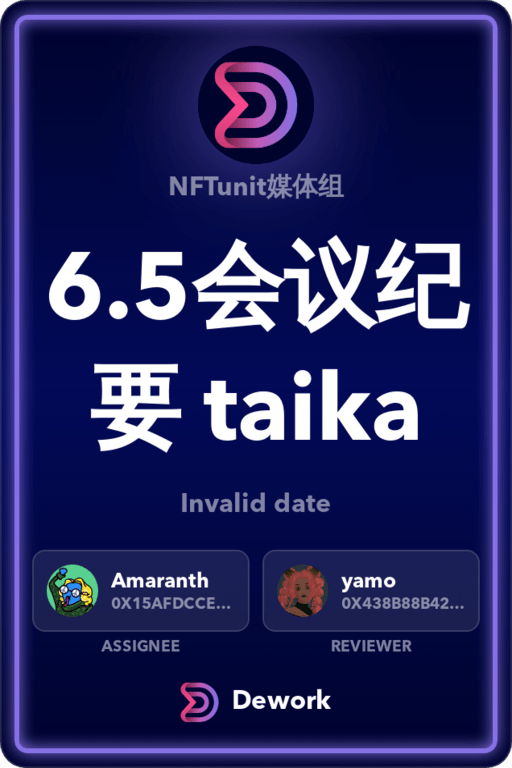 NFTunit媒体组
6.5会议纪
要 taika
Invalid date
Amaranth
0X15AFDCCE...
yamo
0X438B88B42...
ASSIGNEE
REVIEWER
Dework